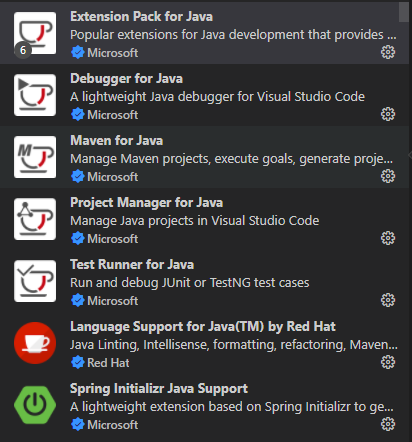 Extension Pack for Java
Popular extensions for Java development that provides ...
6
Microsoft
Debugger for Java
A lightweight Java debugger for Visual Studio Code
Microsoft
Maven for Java
Manage Maven projects, execute goals, generate proje...
M
Microsoft
Project Manager for Java
Manage Java projects in Visual Studio Code
Microsoft
Test Runner for Java
Run and debug JUnit or TestNG test cases
Microsoft
Language Support for Java(TM) by Red Hat
Java Linting, Intellisense, formatting, refactoring, Maven...
Red Hat
Spring Initializr Java Support
A lightweight extension based on Spring Initializr to ge...
Microsoft